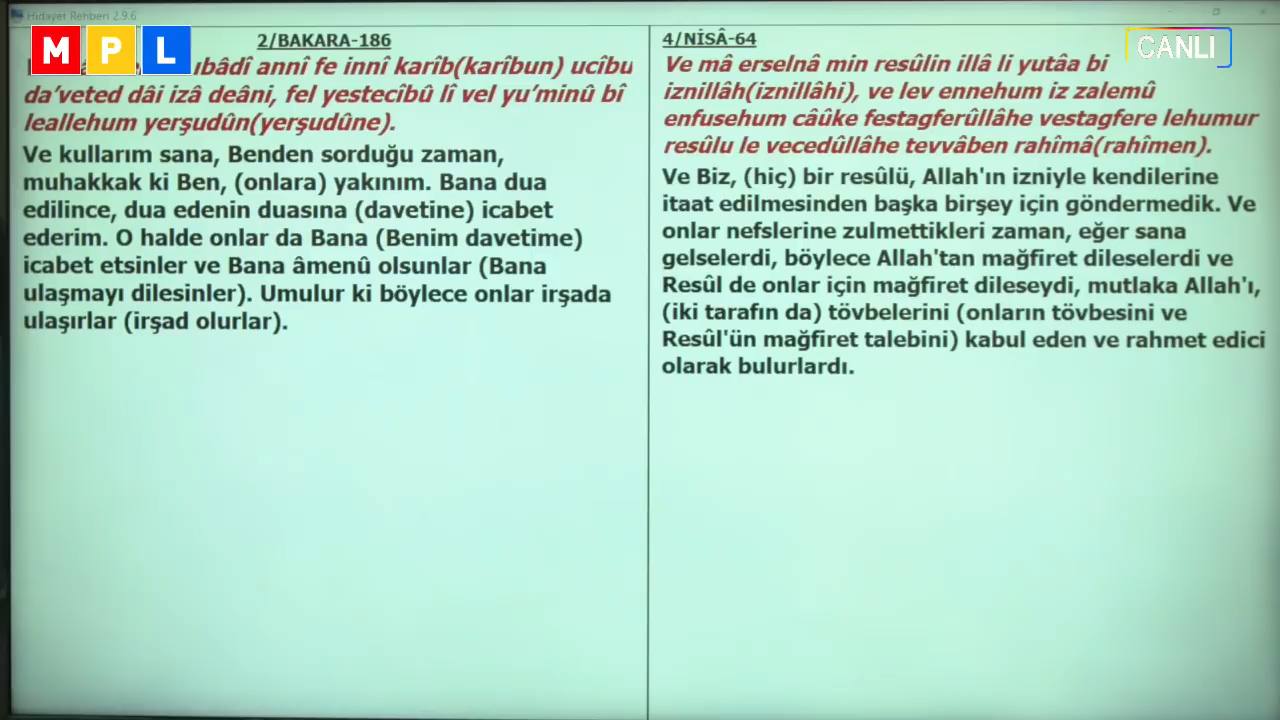 Hidayet Rehberi 2.9.6
M P L
CANLI
2/BAKARA-186
ıbâdî annî fe innî karîb(karîbun) ucîbu
da’veted dâi izâ deâni, fel yestecîbû lî vel yu’minû bî
leallehum yerşudûn(yerşudûne).
Ve kullarım sana, Benden sorduğu zaman,
muhakkak ki Ben, (onlara) yakınım. Bana dua
edilince, dua edenin duasına (davetine) icabet
ederim. O halde onlar da Bana (Benim davetime)
icabet etsinler ve Bana âmenû olsunlar (Bana
ulaşmayı dilesinler). Umulur ki böylece onlar irşada
ulaşırlar (irşad olurlar).
4/NİSÂ-64
Ve mâ erselnâ min resûlin illâ li yutâa bi
iznillâh(iznillâhi), ve lev ennehum iz zalemû
enfusehum câûke festagferûllâhe vestagfere lehumur
resûlu le vecedûllâhe tevvâben rahîmâ(rahîmen).
Ve Biz, (hiç) bir resûlü, Allah'ın izniyle kendilerine
itaat edilmesinden başka birşey için göndermedik. Ve
onlar nefslerine zulmettikleri zaman, eğer sana
gelselerdi, böylece Allah'tan mağfiret dileselerdi ve
Resûl de onlar için mağfiret dileseydi, mutlaka Allah'ı,
(iki tarafın da) tövbelerini (onların tövbesini ve
Resûl'ün mağfiret talebini) kabul eden ve rahmet edici
olarak bulurlardı.